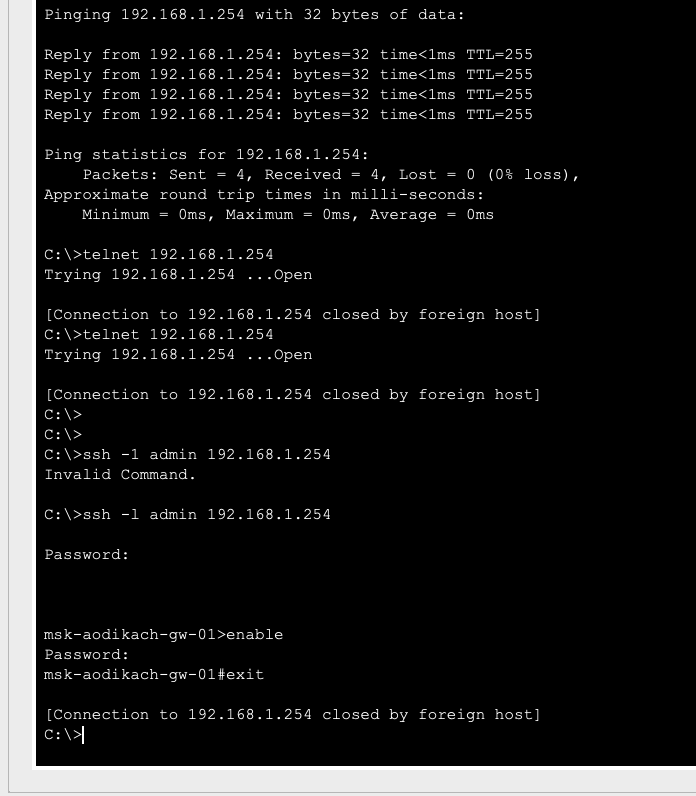 Pinging 192.168.1.254 with 32 bytes of data:
Reply from 192.168.1.254: bytes=32 time<1ms TTL=255
Reply from 192.168.1.254: bytes=32 time<1ms TTL=255
Reply from 192.168.1.254: bytes=32 time<1ms TTL=255
Reply from 192.168.1.254: bytes=32 time<1ms TTL=255
Ping statistics for 192.168.1.254:
    Packets: Sent = 4, Received = 4, Lost = 0 (0% loss),
Approximate round trip times in milli-seconds:
    Minimum = 0ms, Maximum = 0ms, Average = 0ms
C:\>telnet 192.168.1.254
Trying 192.168.1.254 ...Open
[Connection to 192.168.1.254 closed by foreign host]
C:\>telnet 192.168.1.254
Trying 192.168.1.254 ...Open
[Connection to 192.168.1.254 closed by foreign host]
C:\>
C:\>
C:\>ssh -1 admin 192.168.1.254
Invalid Command.
C:\>ssh -l admin 192.168.1.254
Password:
msk-aodikach-gw-01>enable
Password:
msk-aodikach-gw-01#exit
[Connection to 192.168.1.254 closed by foreign host]
C:\>